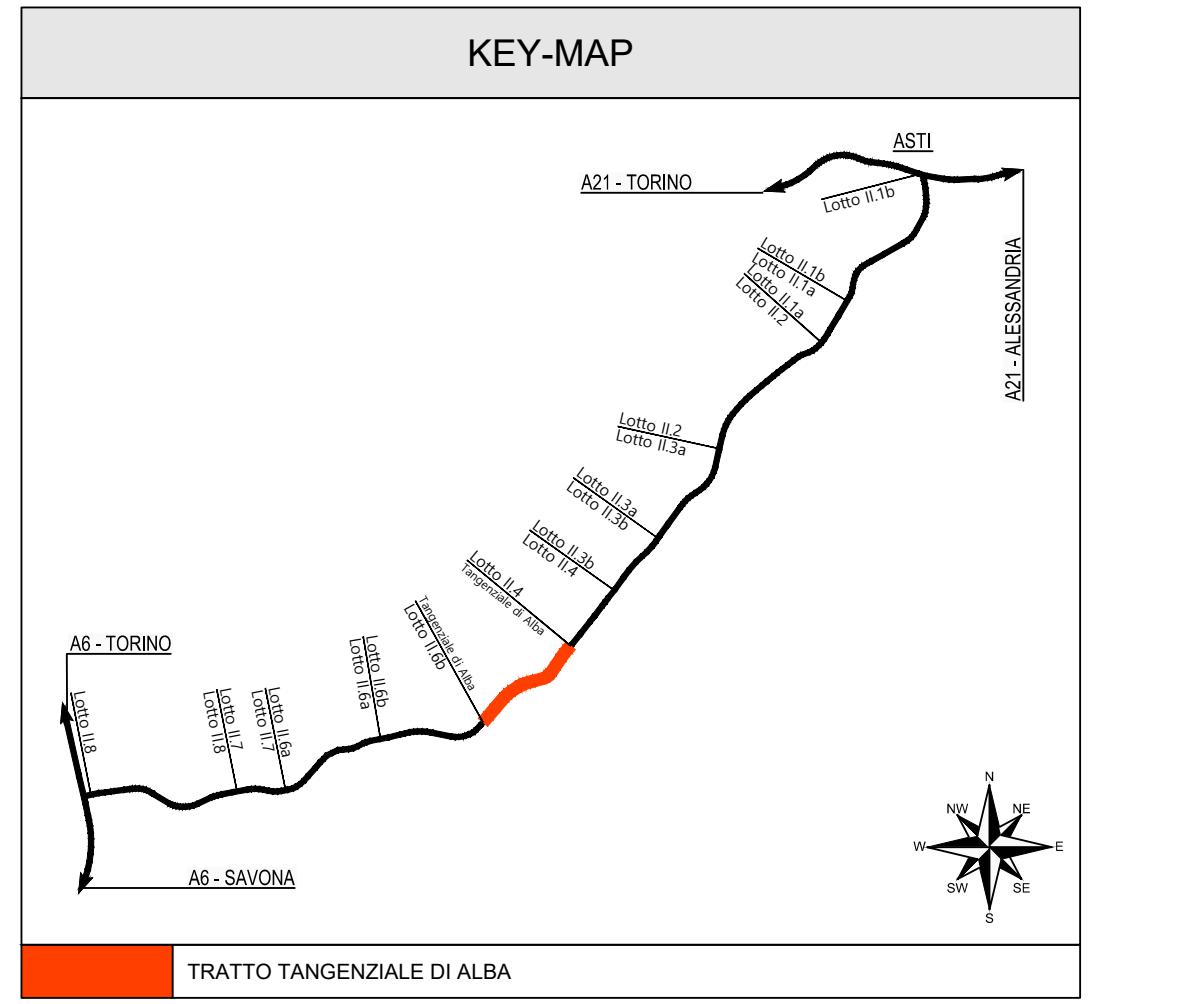 KEY-MAP
ASTI
A21 - TORINO
Lotto II.1b
A21 - ALESSANDRIA
Lotto II.1b
Lotto II.1a
Lotto II.1a
Lotto II.2
Lotto II.2
Lotto II.3a
Lotto II.3a
Lotto II.3b
Lotto II.3b
Lotto II.4
Lotto II.4
Tangenziale di Alba
Tangenziale di Alba
Lotto II.6b
Lotto II.6b
Lotto II.6a
A6 - TORINO
Lotto II.6a
Lotto II.7
Lotto II.7
Lotto II.8
Lotto II.8
A6 - SAVONA
N
NW
NE
W
E
SW
SE
S
TRATTO TANGENZIALE DI ALBA